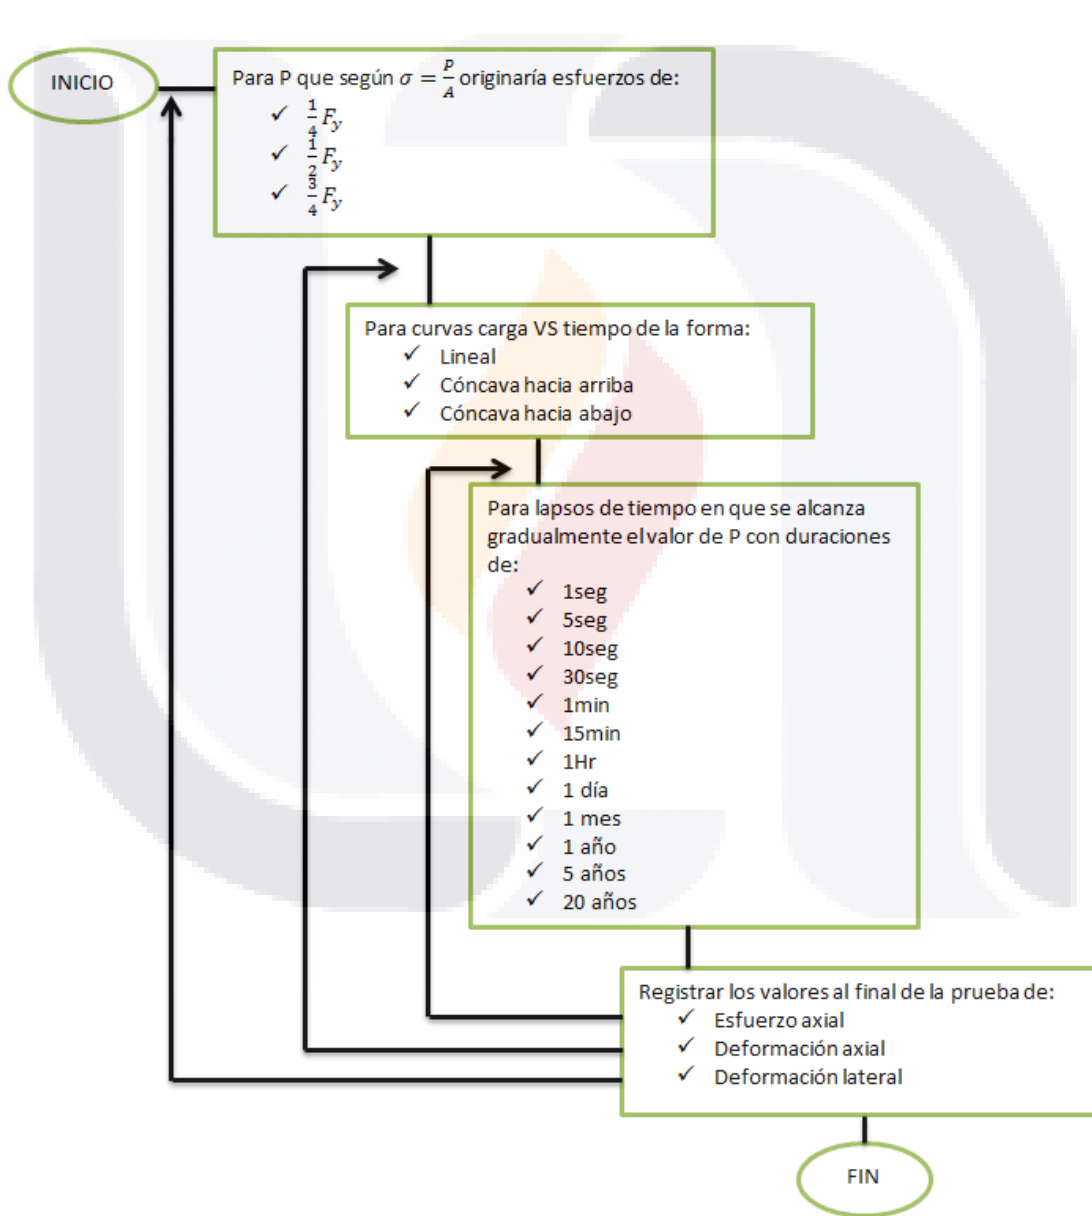 INICIO
Para P que según σ = P/A originaría esfuerzos de:
✓ 1/4 Fy
✓ 1/2 Fy
✓ 3/4 Fy
Para curvas carga VS tiempo de la forma:
✓ Lineal
✓ Cóncava hacia arriba
✓ Cóncava hacia abajo
Para lapsos de tiempo en que se alcanza
gradualmente el valor de P con duraciones
de:
✓ 1seg
✓ 5seg
✓ 10seg
✓ 30seg
✓ 1min
✓ 15min
✓ 1Hr
✓ 1 día
✓ 1 mes
✓ 1 año
✓ 5 años
✓ 20 años
Registrar los valores al final de la prueba de:
✓ Esfuerzo axial
✓ Deformación axial
✓ Deformación lateral
FIN